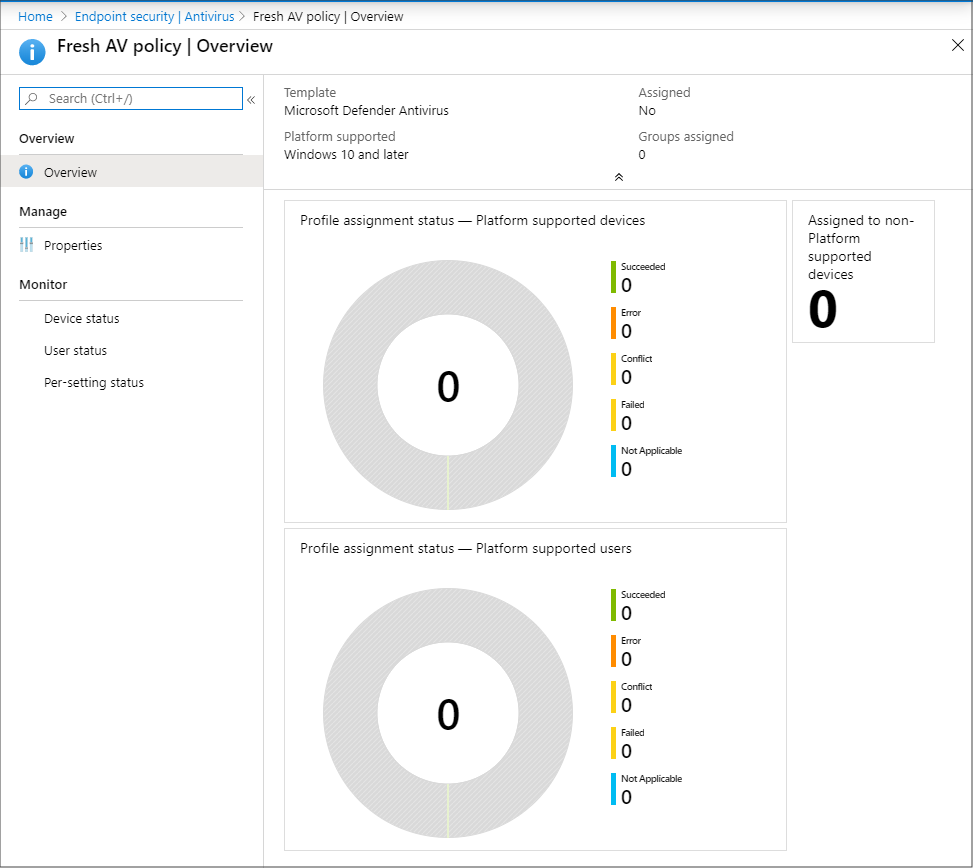 Home > Endpoint security | Antivirus > Fresh AV policy | Overview
Fresh AV policy | Overview
Search (Ctrl+/)
Overview
Overview
Manage
Properties
Monitor
Device status
User status
Per-setting status
Template
Microsoft Defender Antivirus
Platform supported
Windows 10 and later
Assigned
No
Groups assigned
0
Profile assignment status — Platform supported devices
0
Succeeded
0
Error
0
Conflict
0
Failed
0
Not Applicable
0
Assigned to non-
Platform
supported
devices
0
Profile assignment status — Platform supported users
0
Succeeded
0
Error
0
Conflict
0
Failed
0
Not Applicable
0